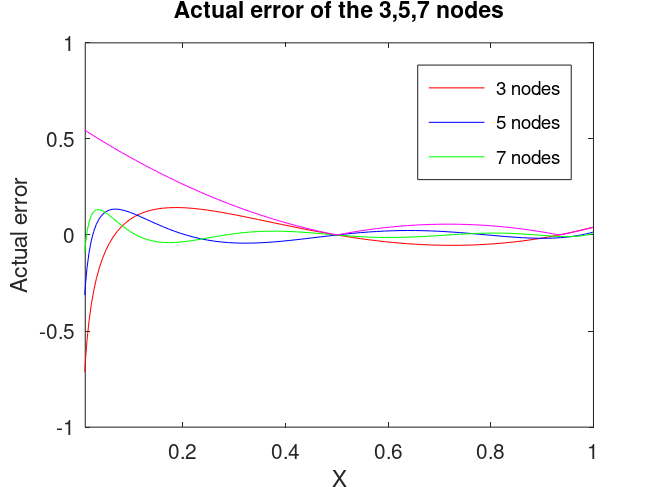 Actual error of the 3,5,7 nodes
1
0.5
0
-0.5
-1
Actual error
3 nodes
5 nodes
7 nodes
0.2
0.4
0.6
0.8
1
X